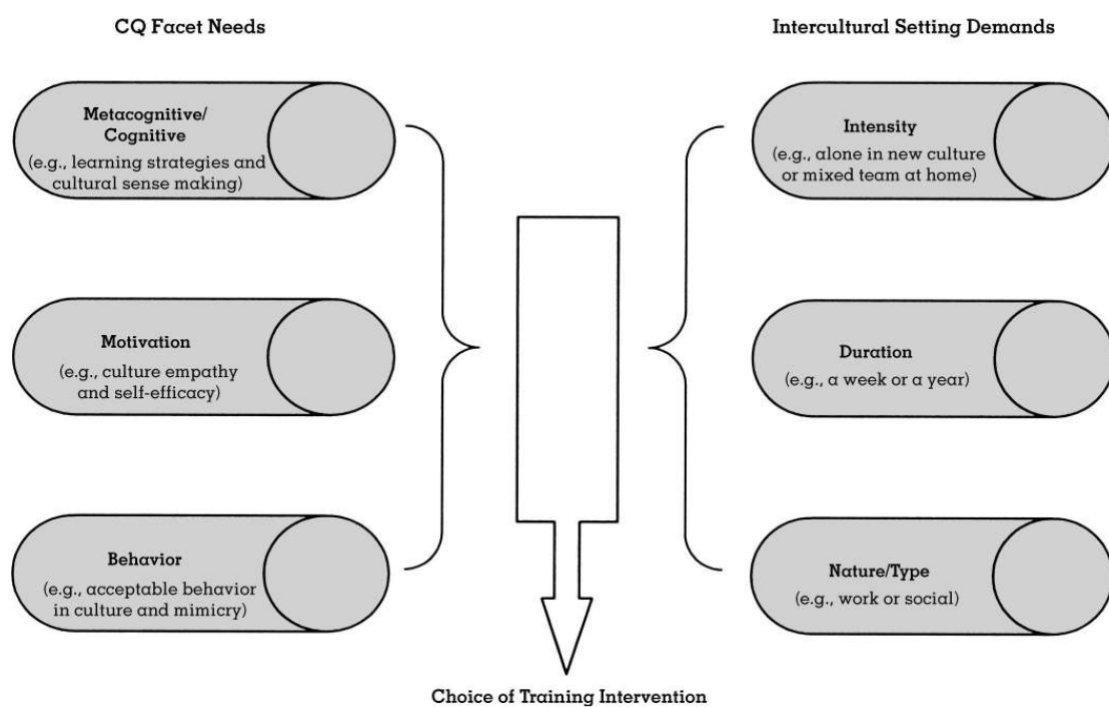 CQ Facet Needs
Metacognitive/
Cognitive
(e.g., learning strategies and
cultural sense making)
Motivation
(e.g., culture empathy
and self-efficacy)
Behavior
(e.g., acceptable behavior
in culture and mimicry)
Intercultural Setting Demands
Intensity
(e.g., alone in new culture
or mixed team at home)
Duration
(e.g., a week or a year)
Nature/Type
(e.g., work or social)
Choice of Training Intervention